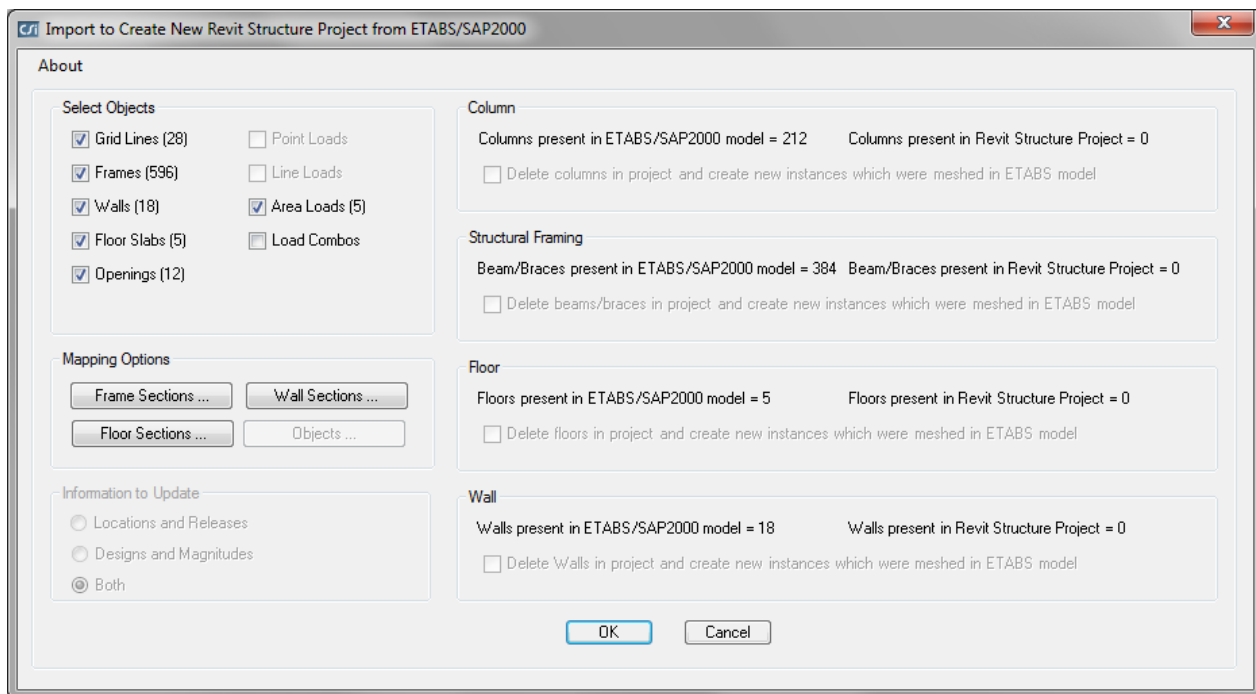 CSI Import to Create New Revit Structure Project from ETABS/SAP2000
About
Select Objects
Grid Lines (28)
Point Loads
Frames (596)
Line Loads
Walls (18)
Area Loads (5)
Floor Slabs (5)
Load Combos
Openings (12)
Mapping Options
Frame Sections ...
Wall Sections ...
Floor Sections ...
Objects ...
Information to Update
Locations and Releases
Designs and Magnitudes
Both
Column
Columns present in ETABS/SAP2000 model = 212
Columns present in Revit Structure Project = 0
Delete columns in project and create new instances which were meshed in ETABS model
Structural Framing
Beam/Braces present in ETABS/SAP2000 model = 384
Beam/Braces present in Revit Structure Project = 0
Delete beams/braces in project and create new instances which were meshed in ETABS model
Floor
Floors present in ETABS/SAP2000 model = 5
Floors present in Revit Structure Project = 0
Delete floors in project and create new instances which were meshed in ETABS model
Wall
Walls present in ETABS/SAP2000 model = 18
Walls present in Revit Structure Project = 0
Delete Walls in project and create new instances which were meshed in ETABS model
OK
Cancel